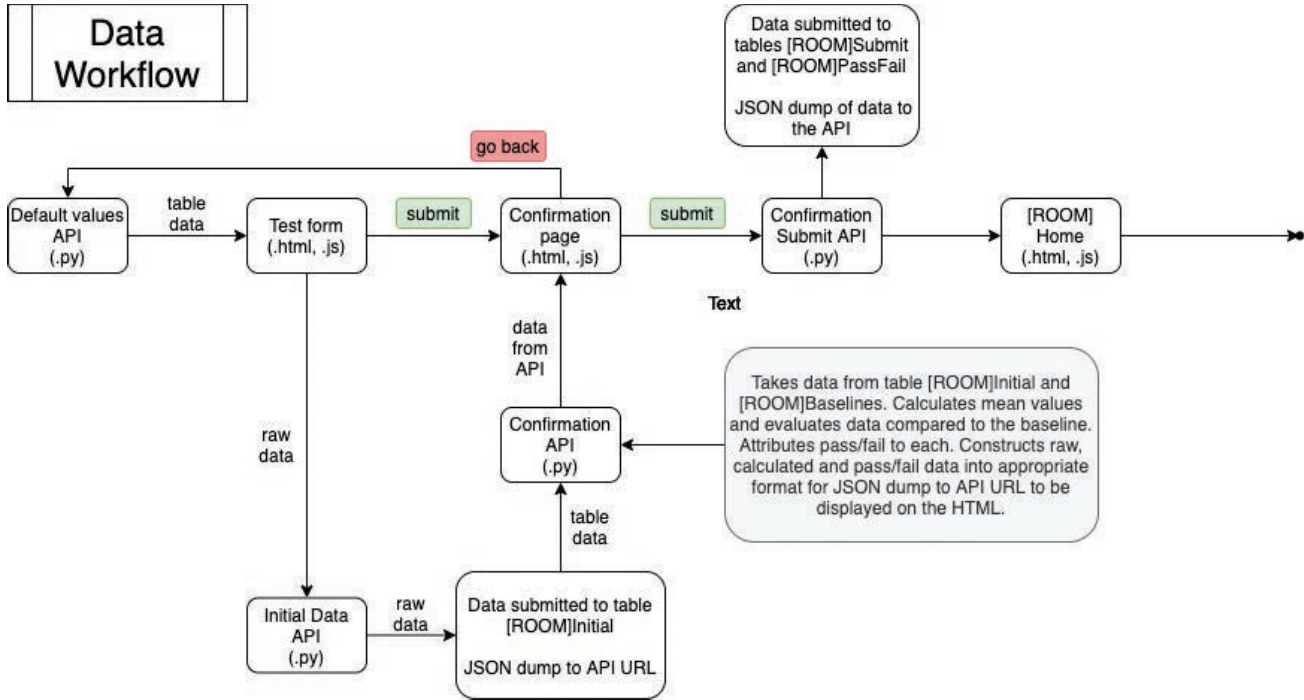 Data
Workflow
Data submitted to
tables [ROOM]Submit
and [ROOM]PassFail
JSON dump of data to
the API
go back
Default values
API
(.py)
table
data
Test form
(.html, .js)
submit
Confirmation
page
(.html, .js)
submit
Confirmation
Submit API
(.py)
[ROOM]
Home
(.html, .js)
Text
data
from
API
Takes data from table [ROOM]Initial and
[ROOM]Baselines. Calculates mean values
and evaluates data compared to the baseline.
Attributes pass/fail to each. Constructs raw,
calculated and pass/fail data into appropriate
format for JSON dump to API URL to be
displayed on the HTML.
raw
data
Confirmation
API
(.py)
table
data
Initial Data
API
(.py)
raw
data
Data submitted to table
[ROOM]Initial
JSON dump to API URL